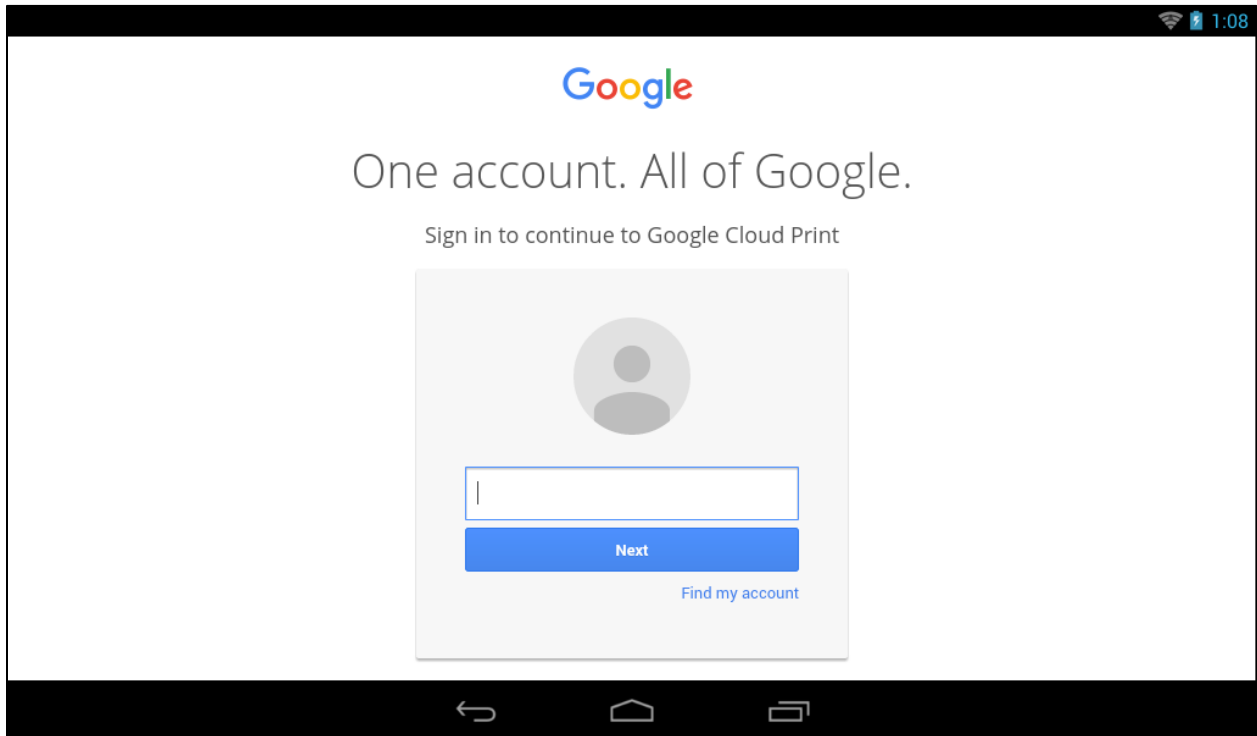 1:08
Google
One account. All of Google.
Sign in to continue to Google Cloud Print
Next
Find my account